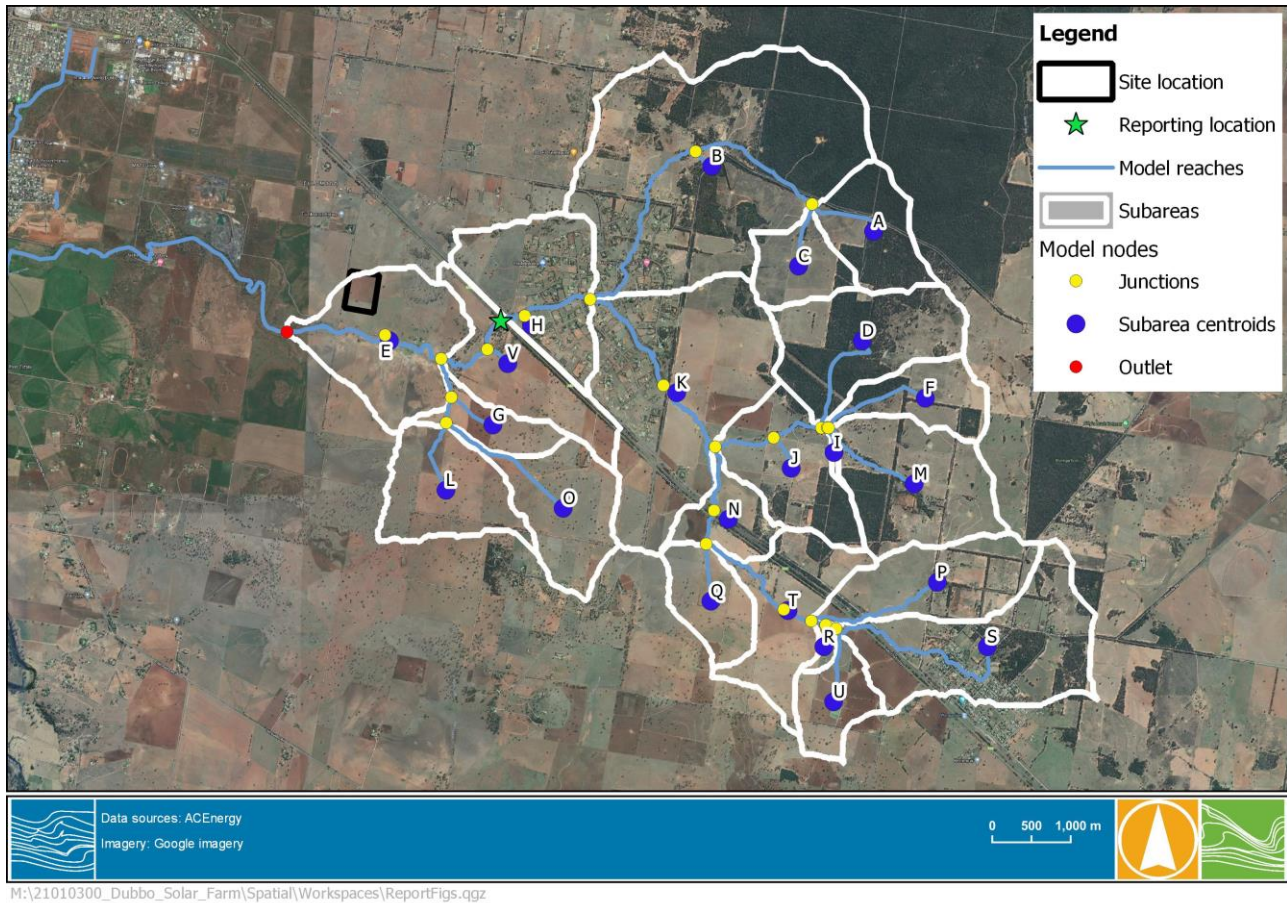 Legend
Site location
Reporting location
Model reaches
Subareas
Model nodes
Junctions
Subarea centroids
Outlet
B
A
C
H
D
E
V
K
F
G
I
J
M
L
O
N
P
Q
T
R
S
U
Data sources: ACEnergy
Imagery: Google imagery
0 500 1,000 m
M:\21010300_Dubbo_Solar_Farm\Spatial\Workspaces\ReportFigs.qgz